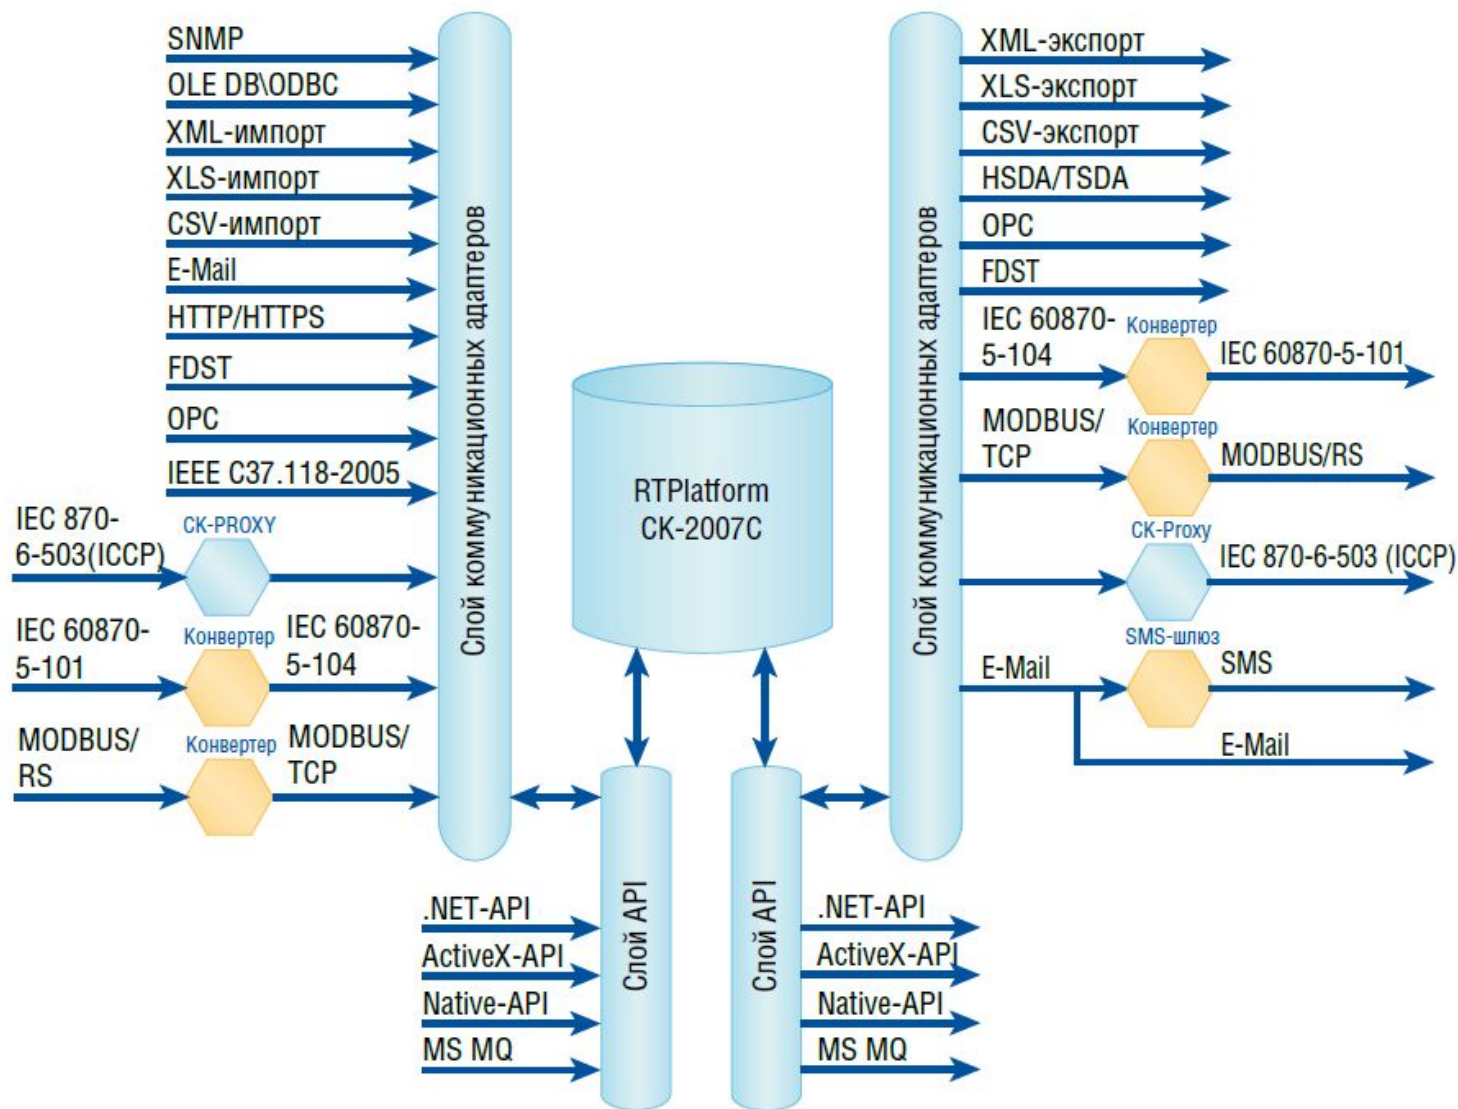 SNMP
OLE DB\ODBC
XML-импорт
XLS-импорт
CSV-импорт
E-Mail
HTTP/HTTPS
FDST
OPC
IEEE C37.118-2005
IEC 870-
6-503(ICCP)
СК-PROXY
IEC 60870-
5-101
Конвертер
IEC 60870-
5-104
MODBUS/
RS
Конвертер
MODBUS/
TCP
Слой коммуникационных адаптеров
RTPlatform
СК-2007С
Слой API
.NET-API
ActiveX-API
Native-API
MS MQ
Слой API
.NET-API
ActiveX-API
Native-API
MS MQ
Слой коммуникационных адаптеров
XML-экспорт
XLS-экспорт
CSV-экспорт
HSDA/TSDA
OPC
FDST
IEC 60870-
5-104
Конвертер
IEC 60870-5-101
MODBUS/
TCP
Конвертер
MODBUS/RS
СК-Proxy
IEC 870-6-503 (ICCP)
E-Mail
SMS-шлюз
SMS
E-Mail